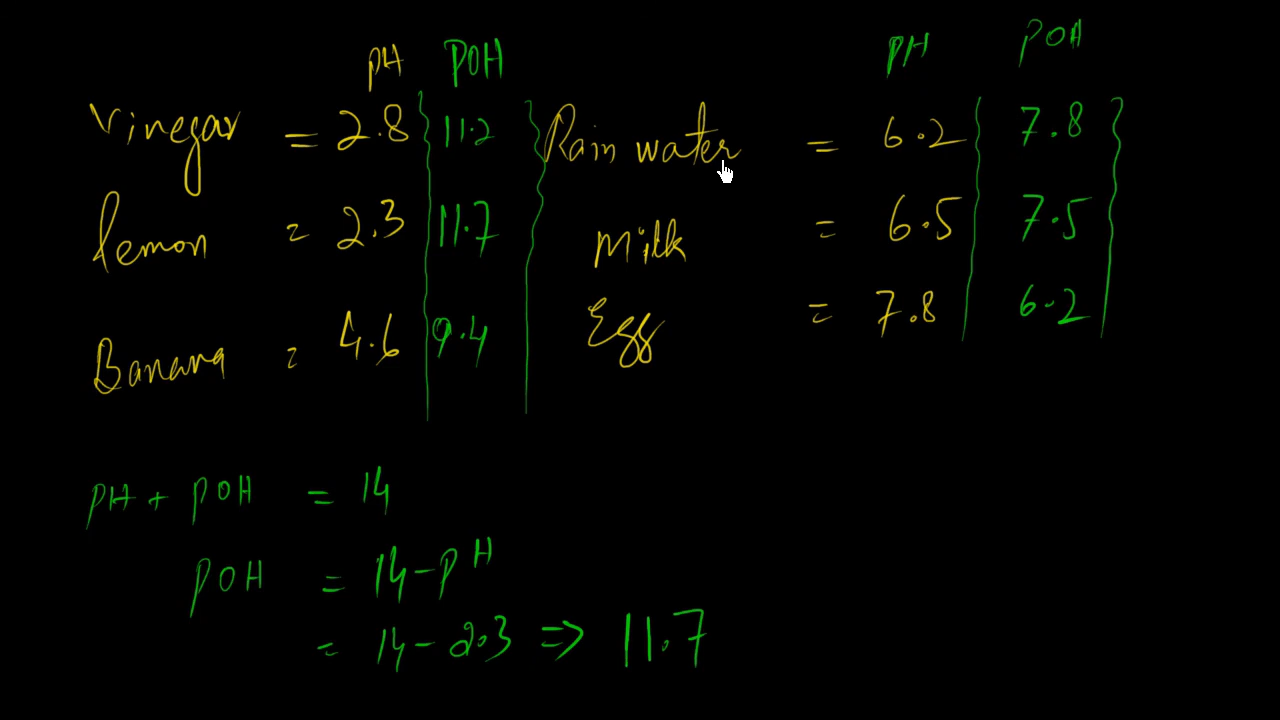 pH POH pH POH
Vinegar = 2.8 11.2 Rain water = 6.2 7.8
lemon = 2.3 11.7 Milk = 6.5 7.5
Banana = 4.6 9.4 Egg = 7.8 6.2
pH + pOH = 14
pOH = 14-pH
= 14-2.3 => 11.7